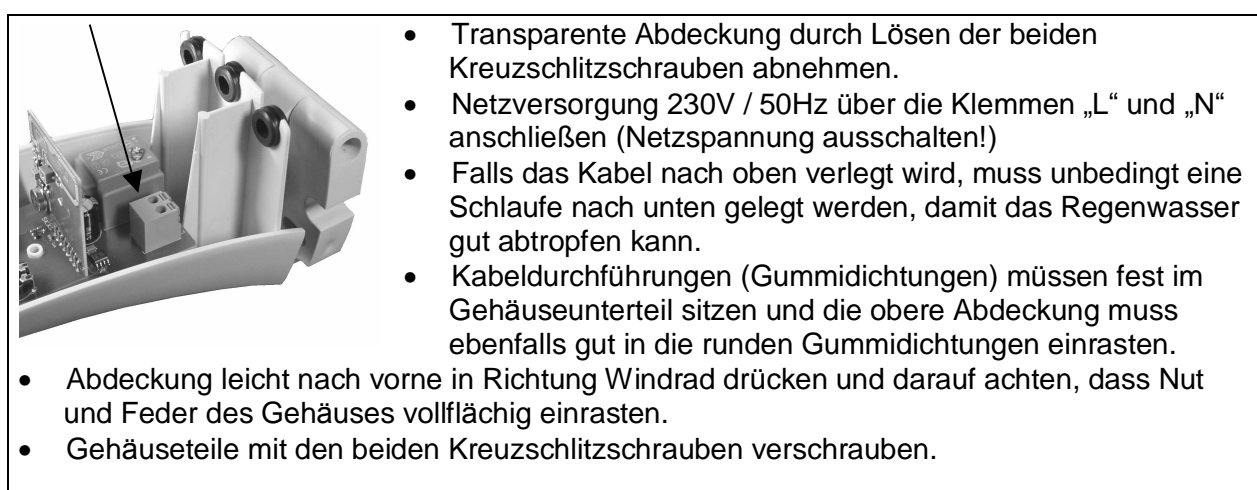 • Transparente Abdeckung durch Lösen der beiden
Kreuzschlitzschrauben abnehmen.
• Netzversorgung 230V / 50Hz über die Klemmen „L“ und „N“
anschließen (Netzspannung ausschalten!)
• Falls das Kabel nach oben verlegt wird, muss unbedingt eine
Schlaufe nach unten gelegt werden, damit das Regenwasser
gut abtropfen kann.
• Kabeldurchführungen (Gummidichtungen) müssen fest im
Gehäuseunterteil sitzen und die obere Abdeckung muss
ebenfalls gut in die runden Gummidichtungen einrasten.
• Abdeckung leicht nach vorne in Richtung Windrad drücken und darauf achten, dass Nut
und Feder des Gehäuses vollflächig einrasten.
• Gehäuseteile mit den beiden Kreuzschlitzschrauben verschrauben.